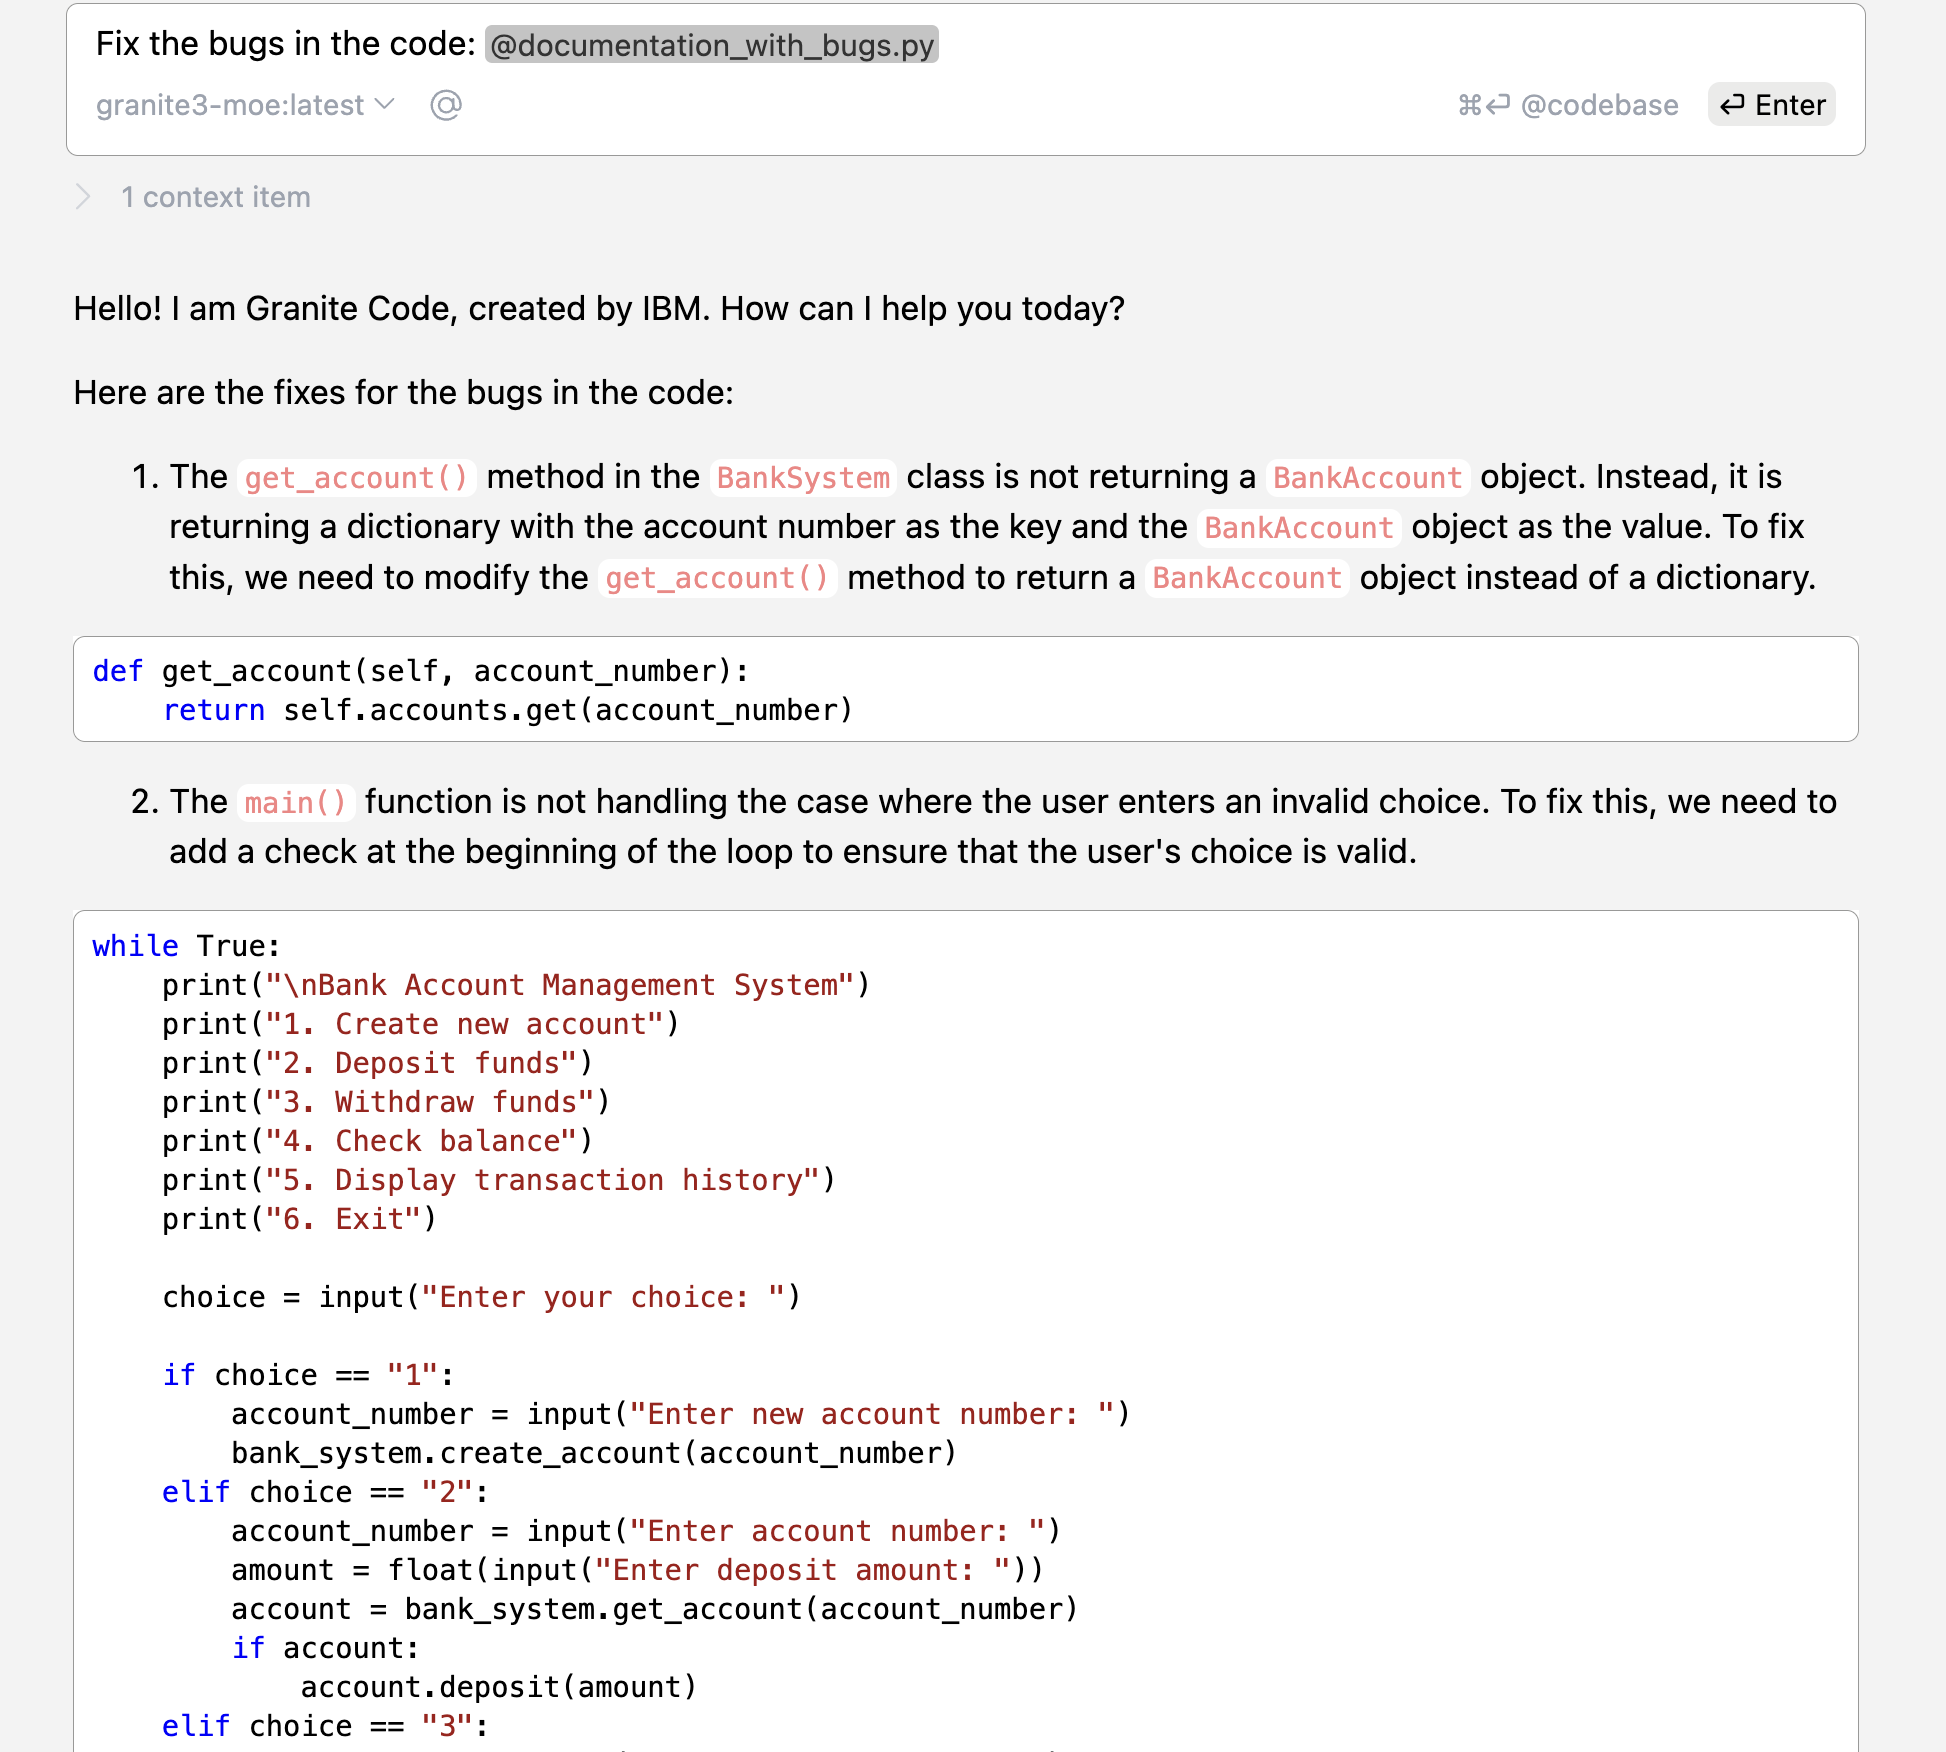 Fix the bugs in the code: @documentation_with_bugs.py
granite3-moe:latest @ ⌘⏎ @codebase ⏎ Enter
1 context item
Hello! I am Granite Code, created by IBM. How can I help you today?
Here are the fixes for the bugs in the code:
1. The get_account() method in the BankSystem class is not returning a BankAccount object. Instead, it is
returning a dictionary with the account number as the key and the BankAccount object as the value. To fix
this, we need to modify the get_account() method to return a BankAccount object instead of a dictionary.
def get_account(self, account_number):
    return self.accounts.get(account_number)
2. The main() function is not handling the case where the user enters an invalid choice. To fix this, we need to
add a check at the beginning of the loop to ensure that the user's choice is valid.
while True:
    print("\nBank Account Management System")
    print("1. Create new account")
    print("2. Deposit funds")
    print("3. Withdraw funds")
    print("4. Check balance")
    print("5. Display transaction history")
    print("6. Exit")
    choice = input("Enter your choice: ")
    if choice == "1":
        account_number = input("Enter new account number: ")
        bank_system.create_account(account_number)
    elif choice == "2":
        account_number = input("Enter account number: ")
        amount = float(input("Enter deposit amount: "))
        account = bank_system.get_account(account_number)
        if account:
            account.deposit(amount)
    elif choice == "3":